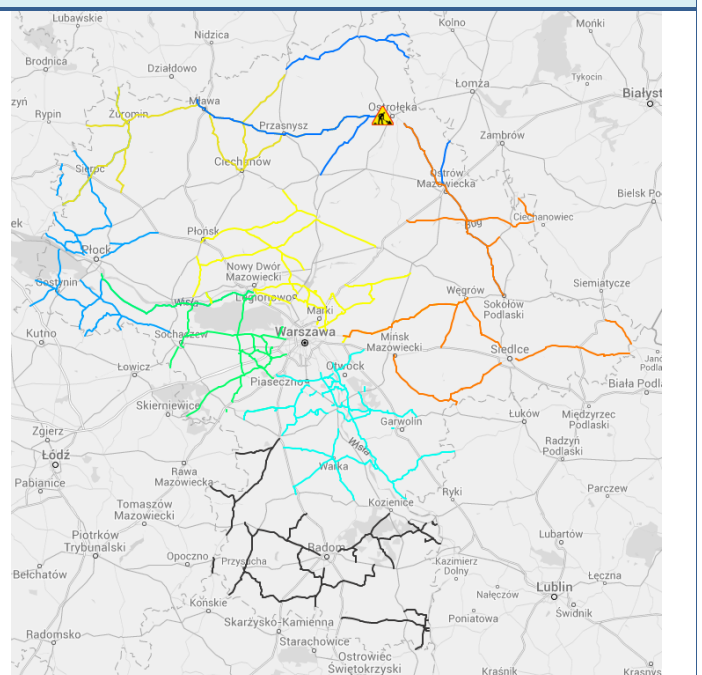 Lubawskie
Kolno
Mońki
Nidzica
Brodnica
Działdowo
Tykocin
Łomża
Białyst
zyń
Rypin
Żuromin
Mława
Ostrołęka
Przasnysz
Zambrów
Sierpc
Ciechanów
Ostrów
Mazowiecka
Bielsk Po
ek
Płońsk
Bug
Ciechanowiec
Płock
Nowy Dwór
Mazowiecki
Gostynin
Legionowo
Węgrów
Siemiatycze
Wisła
Marki
Sokołów
Podlaski
Kutno
Sochaczew
Warszawa
Mińsk
Mazowiecki
Siedlce
Łowicz
Otwock
Piaseczno
Biała Podl
Skierniewice
Garwolin
Łuków
Międzyrzec
Podlaski
Zgierz
Łódź
Wisła
Radzyń
Podlaski
Pabianice
Rawa
Mazowiecka
Warka
Ryki
Parczew
Tomaszów
Mazowiecki
Kozienice
Piotrków
Trybunalski
Radom
Lubartów
Opoczno
Przysucha
Kazimierz
Dolny
Bełchatów
Lublin
Łęczna
Nałęczów
Końskie
Świdnik
Skarżysko-Kamienna
Poniatowa
Radomsko
Starachowice
Ostrowiec
Świętokrzyski
Kraśnik
Krasnys